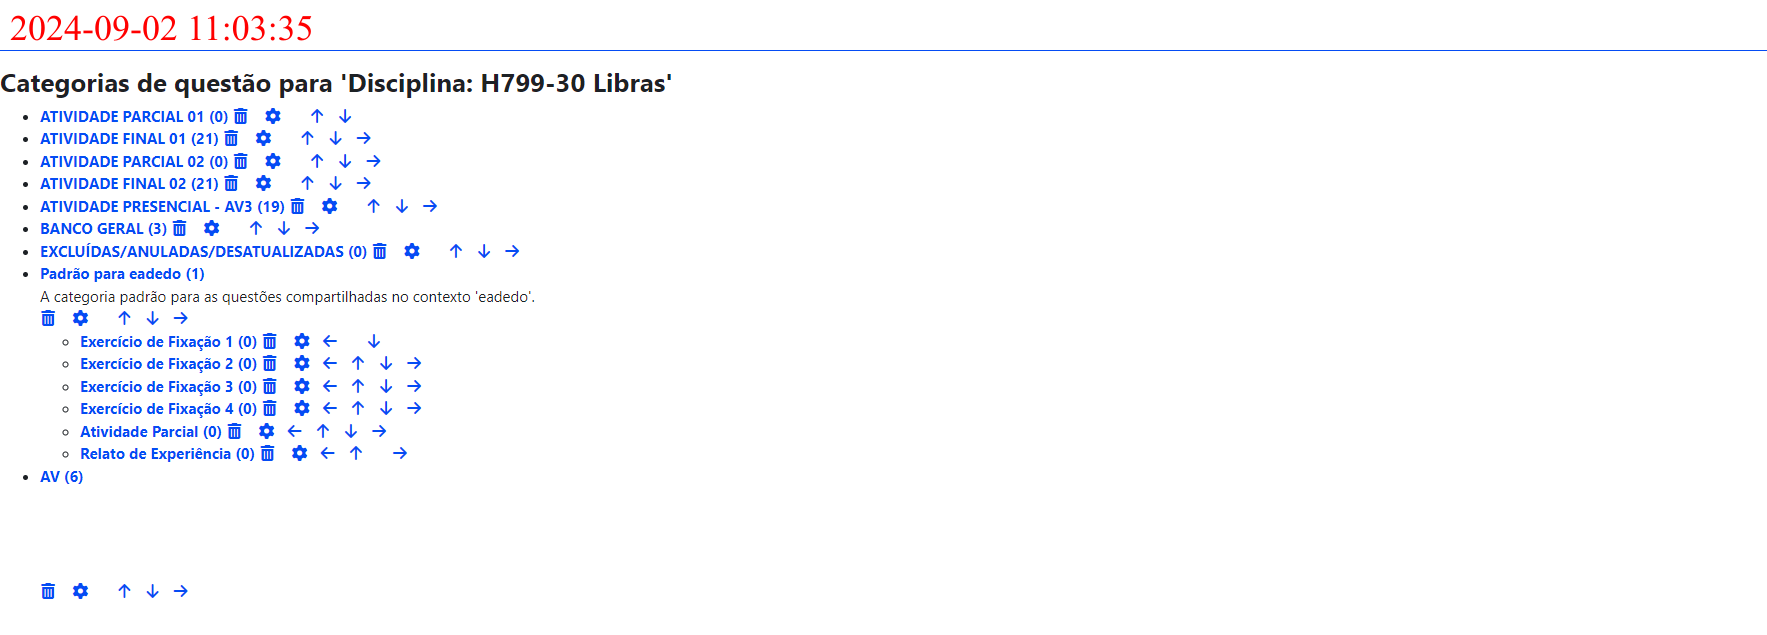 2024-09-02 11:03:35
Categorias de questão para 'Disciplina: H799-30 Libras'
ATIVIDADE PARCIAL 01 (0)
ATIVIDADE FINAL 01 (21)
ATIVIDADE PARCIAL 02 (0)
ATIVIDADE FINAL 02 (21)
ATIVIDADE PRESENCIAL - AV3 (19)
BANCO GERAL (3)
EXCLUÍDAS/ANULADAS/DESATUALIZADAS (0)
Padrão para eadedo (1)
A categoria padrão para as questões compartilhadas no contexto 'eadedo'.
Exercício de Fixação 1 (0)
Exercício de Fixação 2 (0)
Exercício de Fixação 3 (0)
Exercício de Fixação 4 (0)
Atividade Parcial (0)
Relato de Experiência (0)
AV (6)